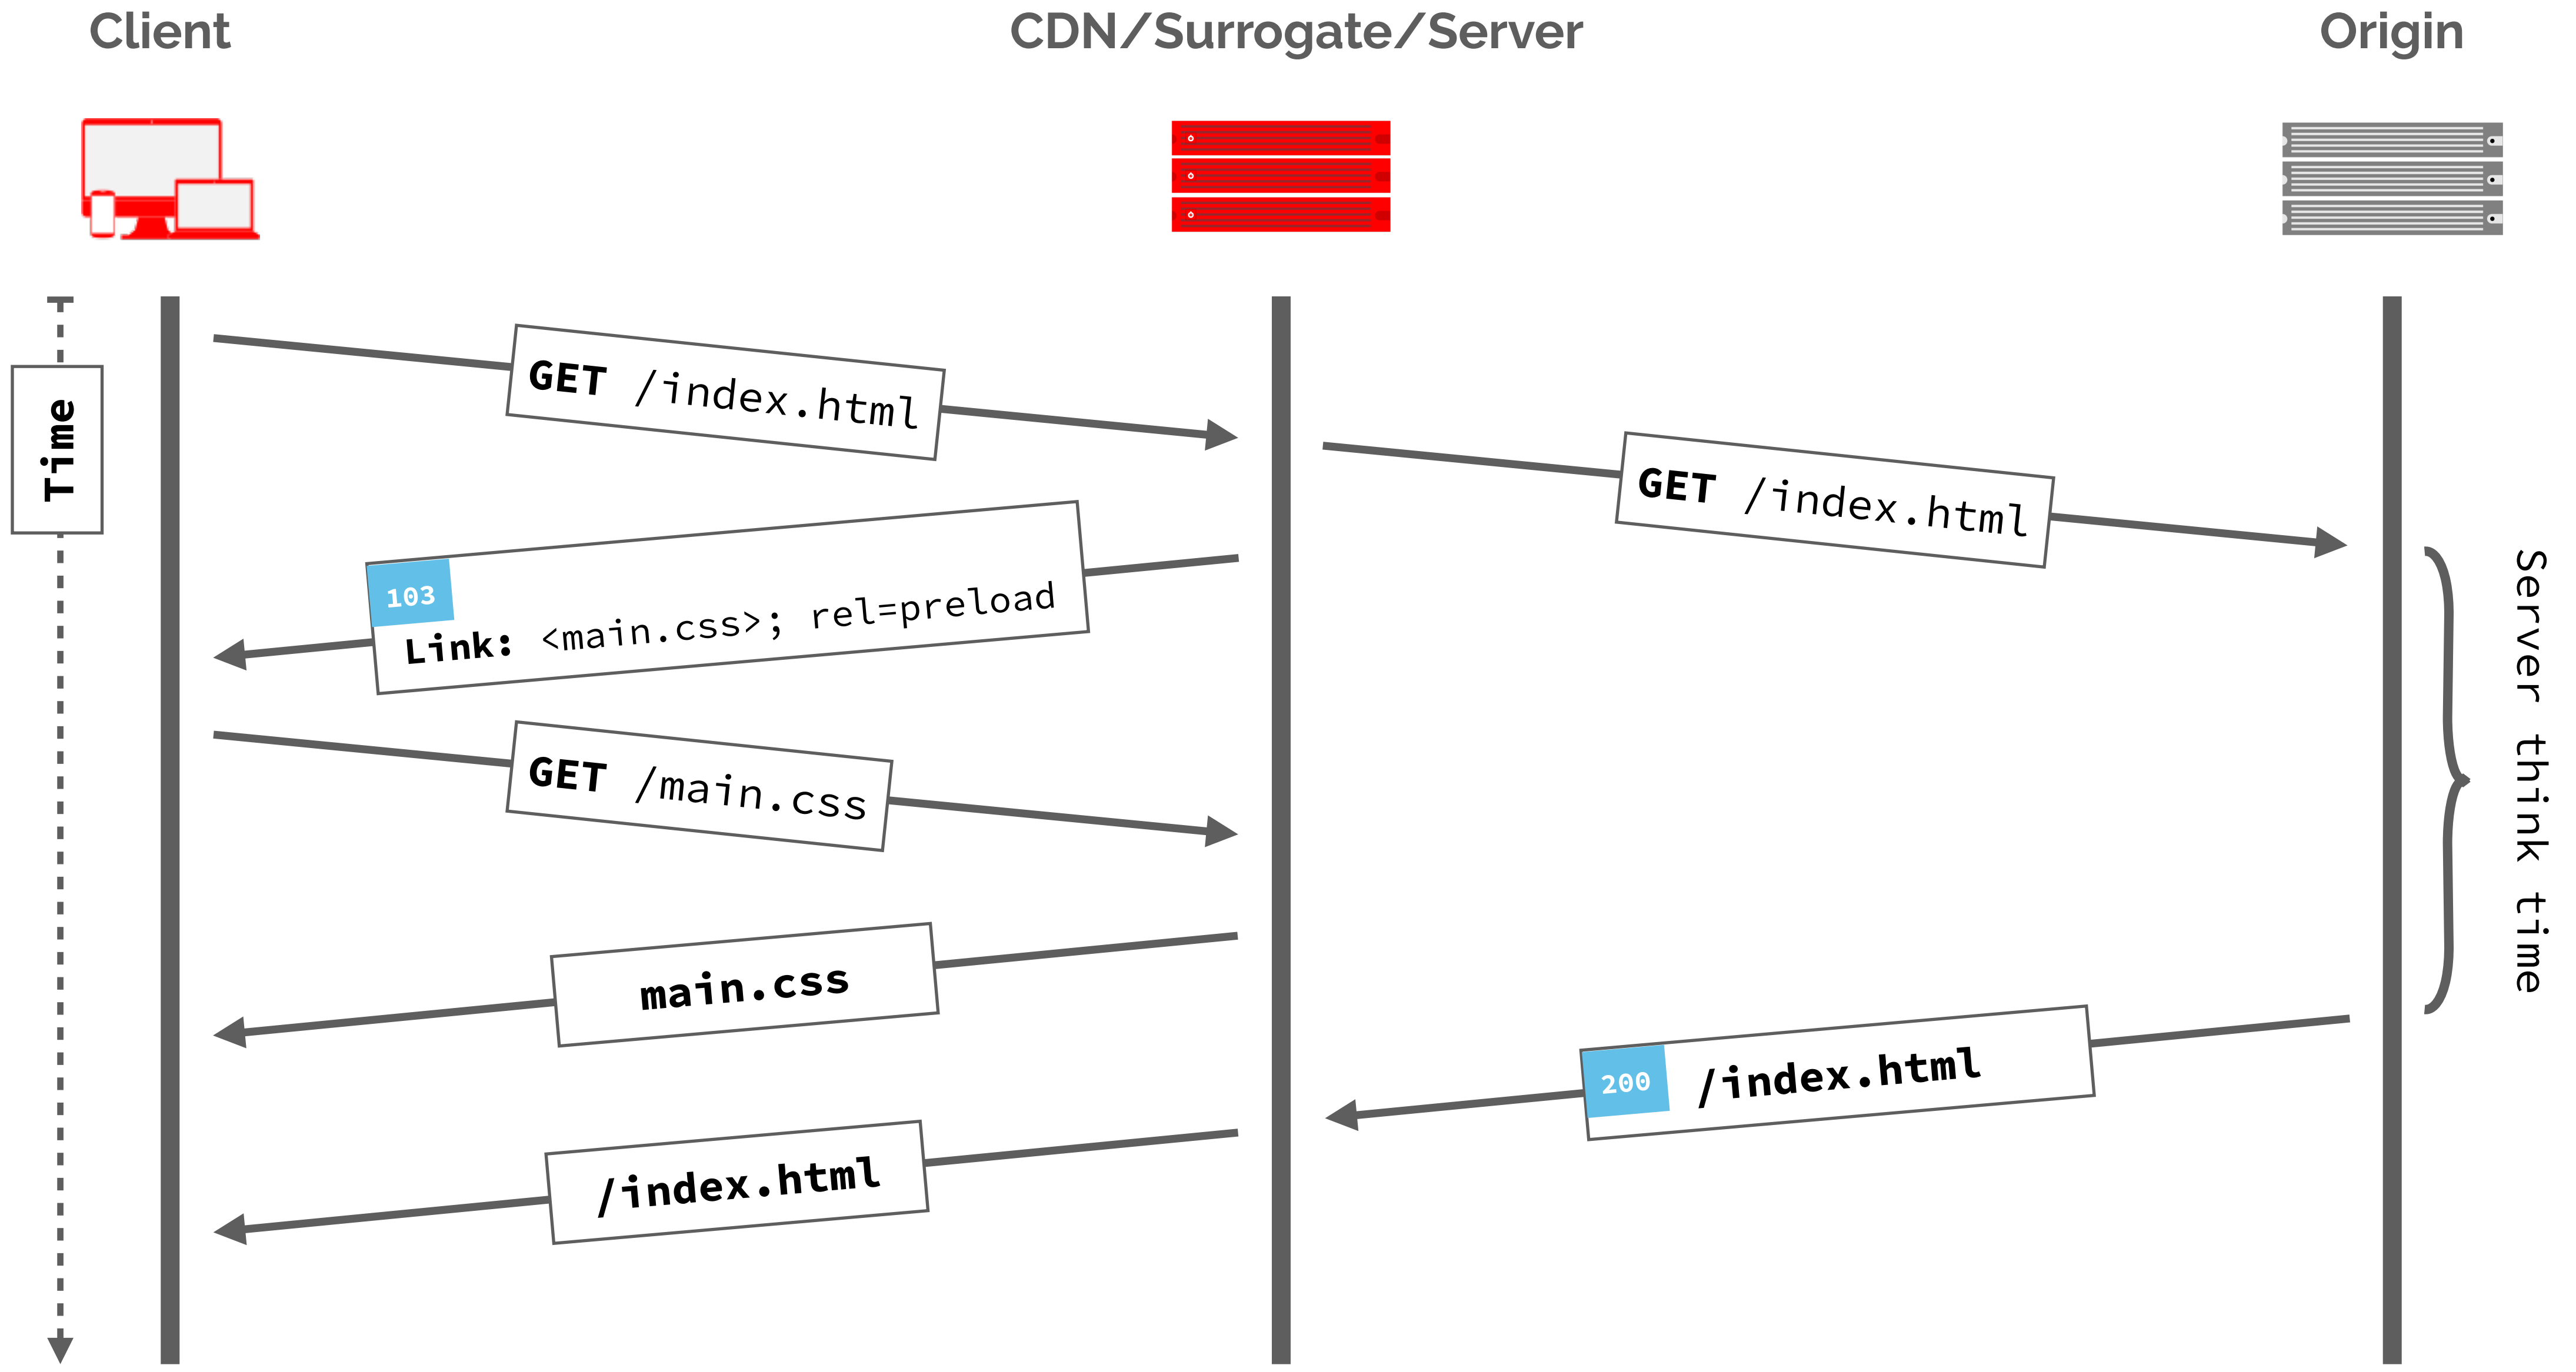 Client
CDN/Surrogate/Server
Origin
Time
GET /index.html
GET /index.html
103
Link: <main.css>; rel=preload
GET /main.css
Server think time
main.css
200 /index.html
/index.html